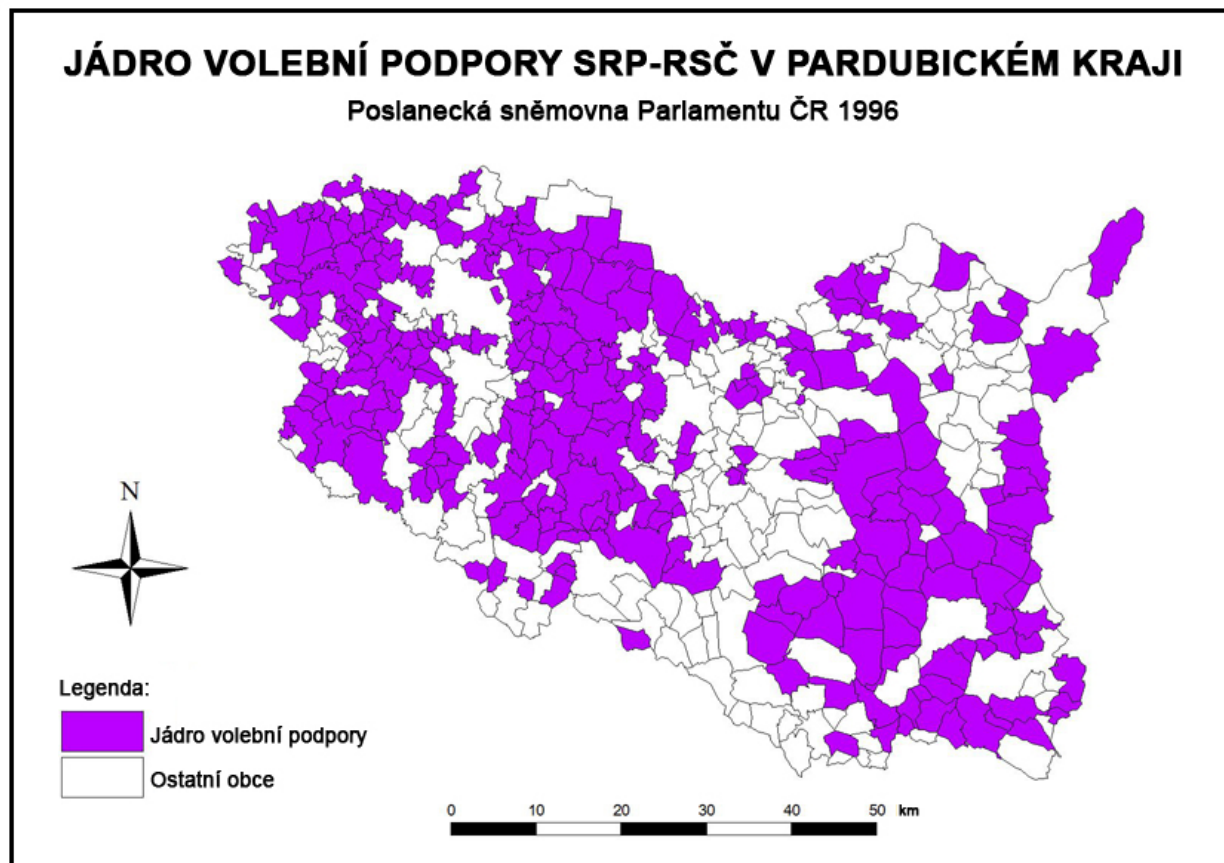 JÁDRO VOLEBNÍ PODPORY SRP-RSČ V PARDUBICKÉM KRAJI
Poslanecká sněmovna Parlamentu ČR 1996
N
Legenda:
Jádro volební podpory
Ostatní obce
0 10 20 30 40 50 km